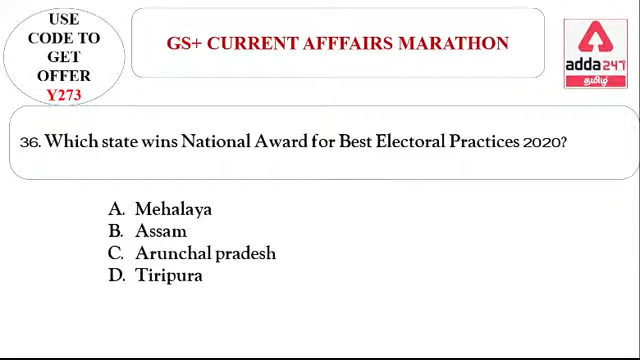 USE
CODE TO
GET
OFFER
Y273
GS+ CURRENT AFFFAIRS MARATHON
adda247
தமிழ்
36. Which state wins National Award for Best Electoral Practices 2020?
A. Mehalaya
B. Assam
C. Arunchal pradesh
D. Tiripura